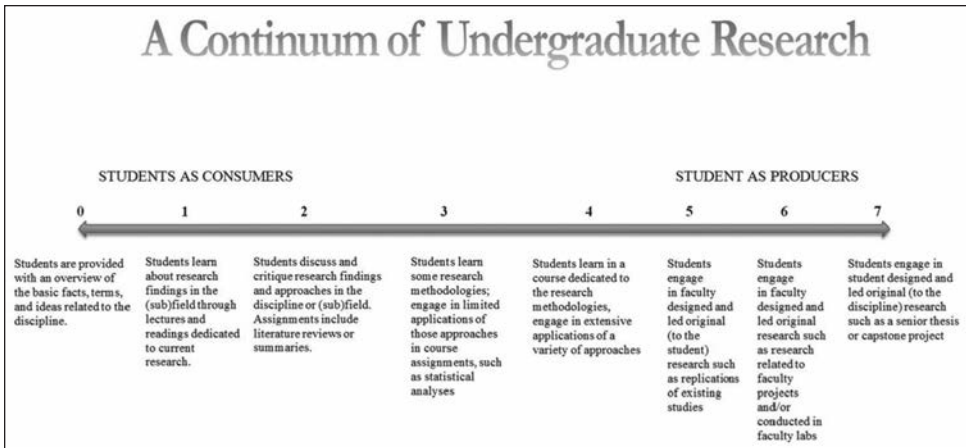 A Continuum of Undergraduate Research
STUDENTS AS CONSUMERS
STUDENT AS PRODUCERS
0
1
2
3
4
5
6
7
Students are provided
with an overview of
the basic facts, terms,
and ideas related to the
discipline.
Students learn
about research
findings in the
(sub)field through
lectures and
readings dedicated
to current
research.
Students discuss and
critique research findings
and approaches in the
discipline or (sub)field.
Assignments include
literature reviews or
summaries.
Students learn
some research
methodologies;
engage in limited
applications of
those approaches
in course
assignments, such
as statistical
analyses
Students learn in a
course dedicated to
the research
methodologies,
engage in extensive
applications of a
variety of approaches
Students
engage
in faculty
designed and
led original
(to the
student)
research such
as replications
of existing
studies
Students
engage in
faculty
designed and
led original
research such
as research
related to
faculty
projects
and/or
conducted in
faculty labs
Students engage in
student designed and
led original (to the
discipline) research
such as a senior thesis
or capstone project